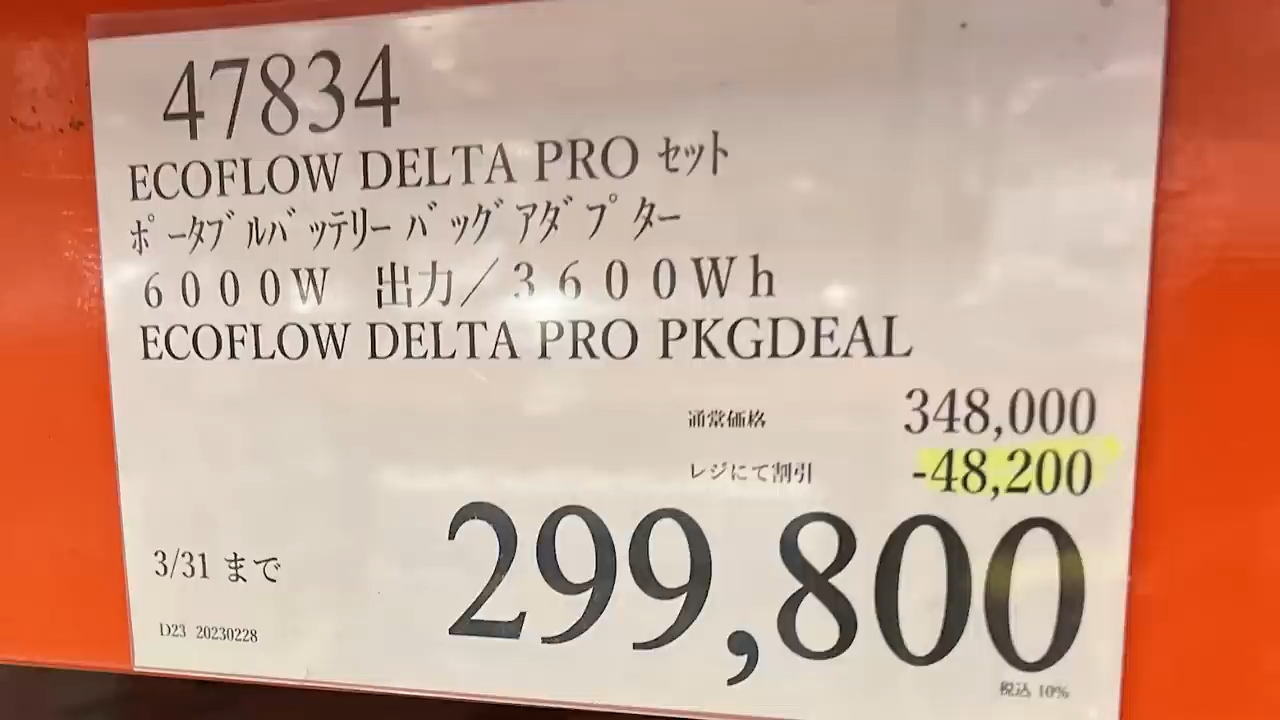 47834
ECOFLOW DELTA PRO ｾｯﾄ
ﾎﾟｰﾀﾌﾞﾙﾊﾞｯﾃﾘｰ ﾊﾞｯｸﾞ ｱﾀﾞﾌﾟﾀｰ
６０００Ｗ　出力／３６００Ｗｈ
ECOFLOW DELTA PRO PKGDEAL
通常価格 348,000
レジにて割引 -48,200
299,800
3/31 まで
D23 20230228
税込 10%